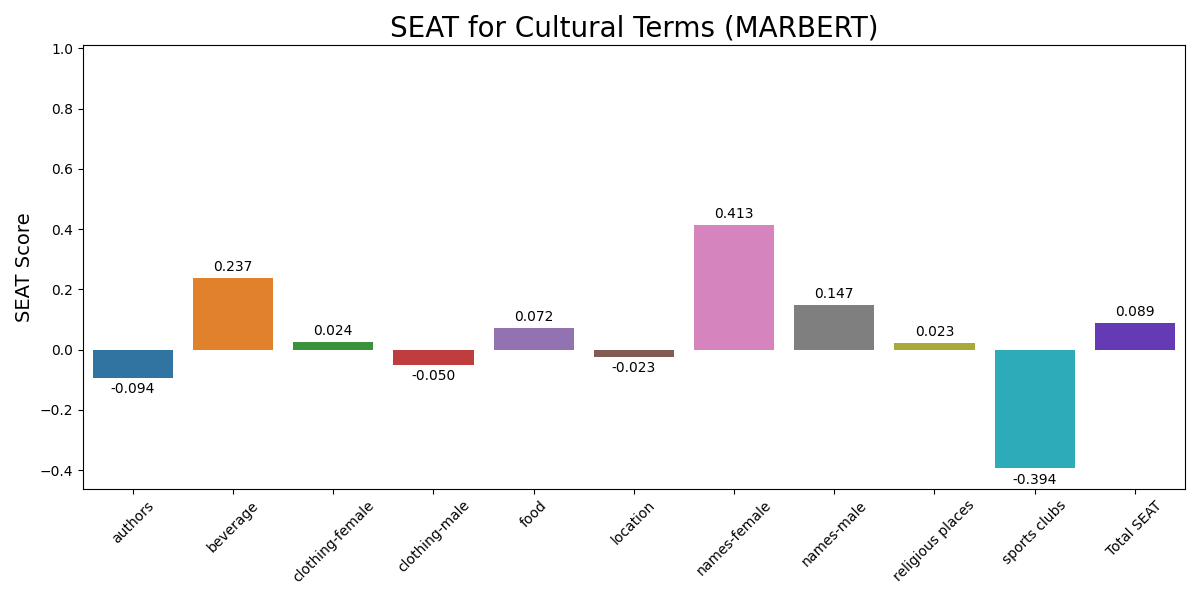 SEAT for Cultural Terms (MARBERT)
SEAT Score
1.0
0.8
0.6
0.4
0.2
0.0
−0.2
−0.4
-0.094
0.237
0.024
-0.050
0.072
-0.023
0.413
0.147
0.023
-0.394
0.089
authors
beverage
clothing-female
clothing-male
food
location
names-female
names-male
religious places
sports clubs
Total SEAT